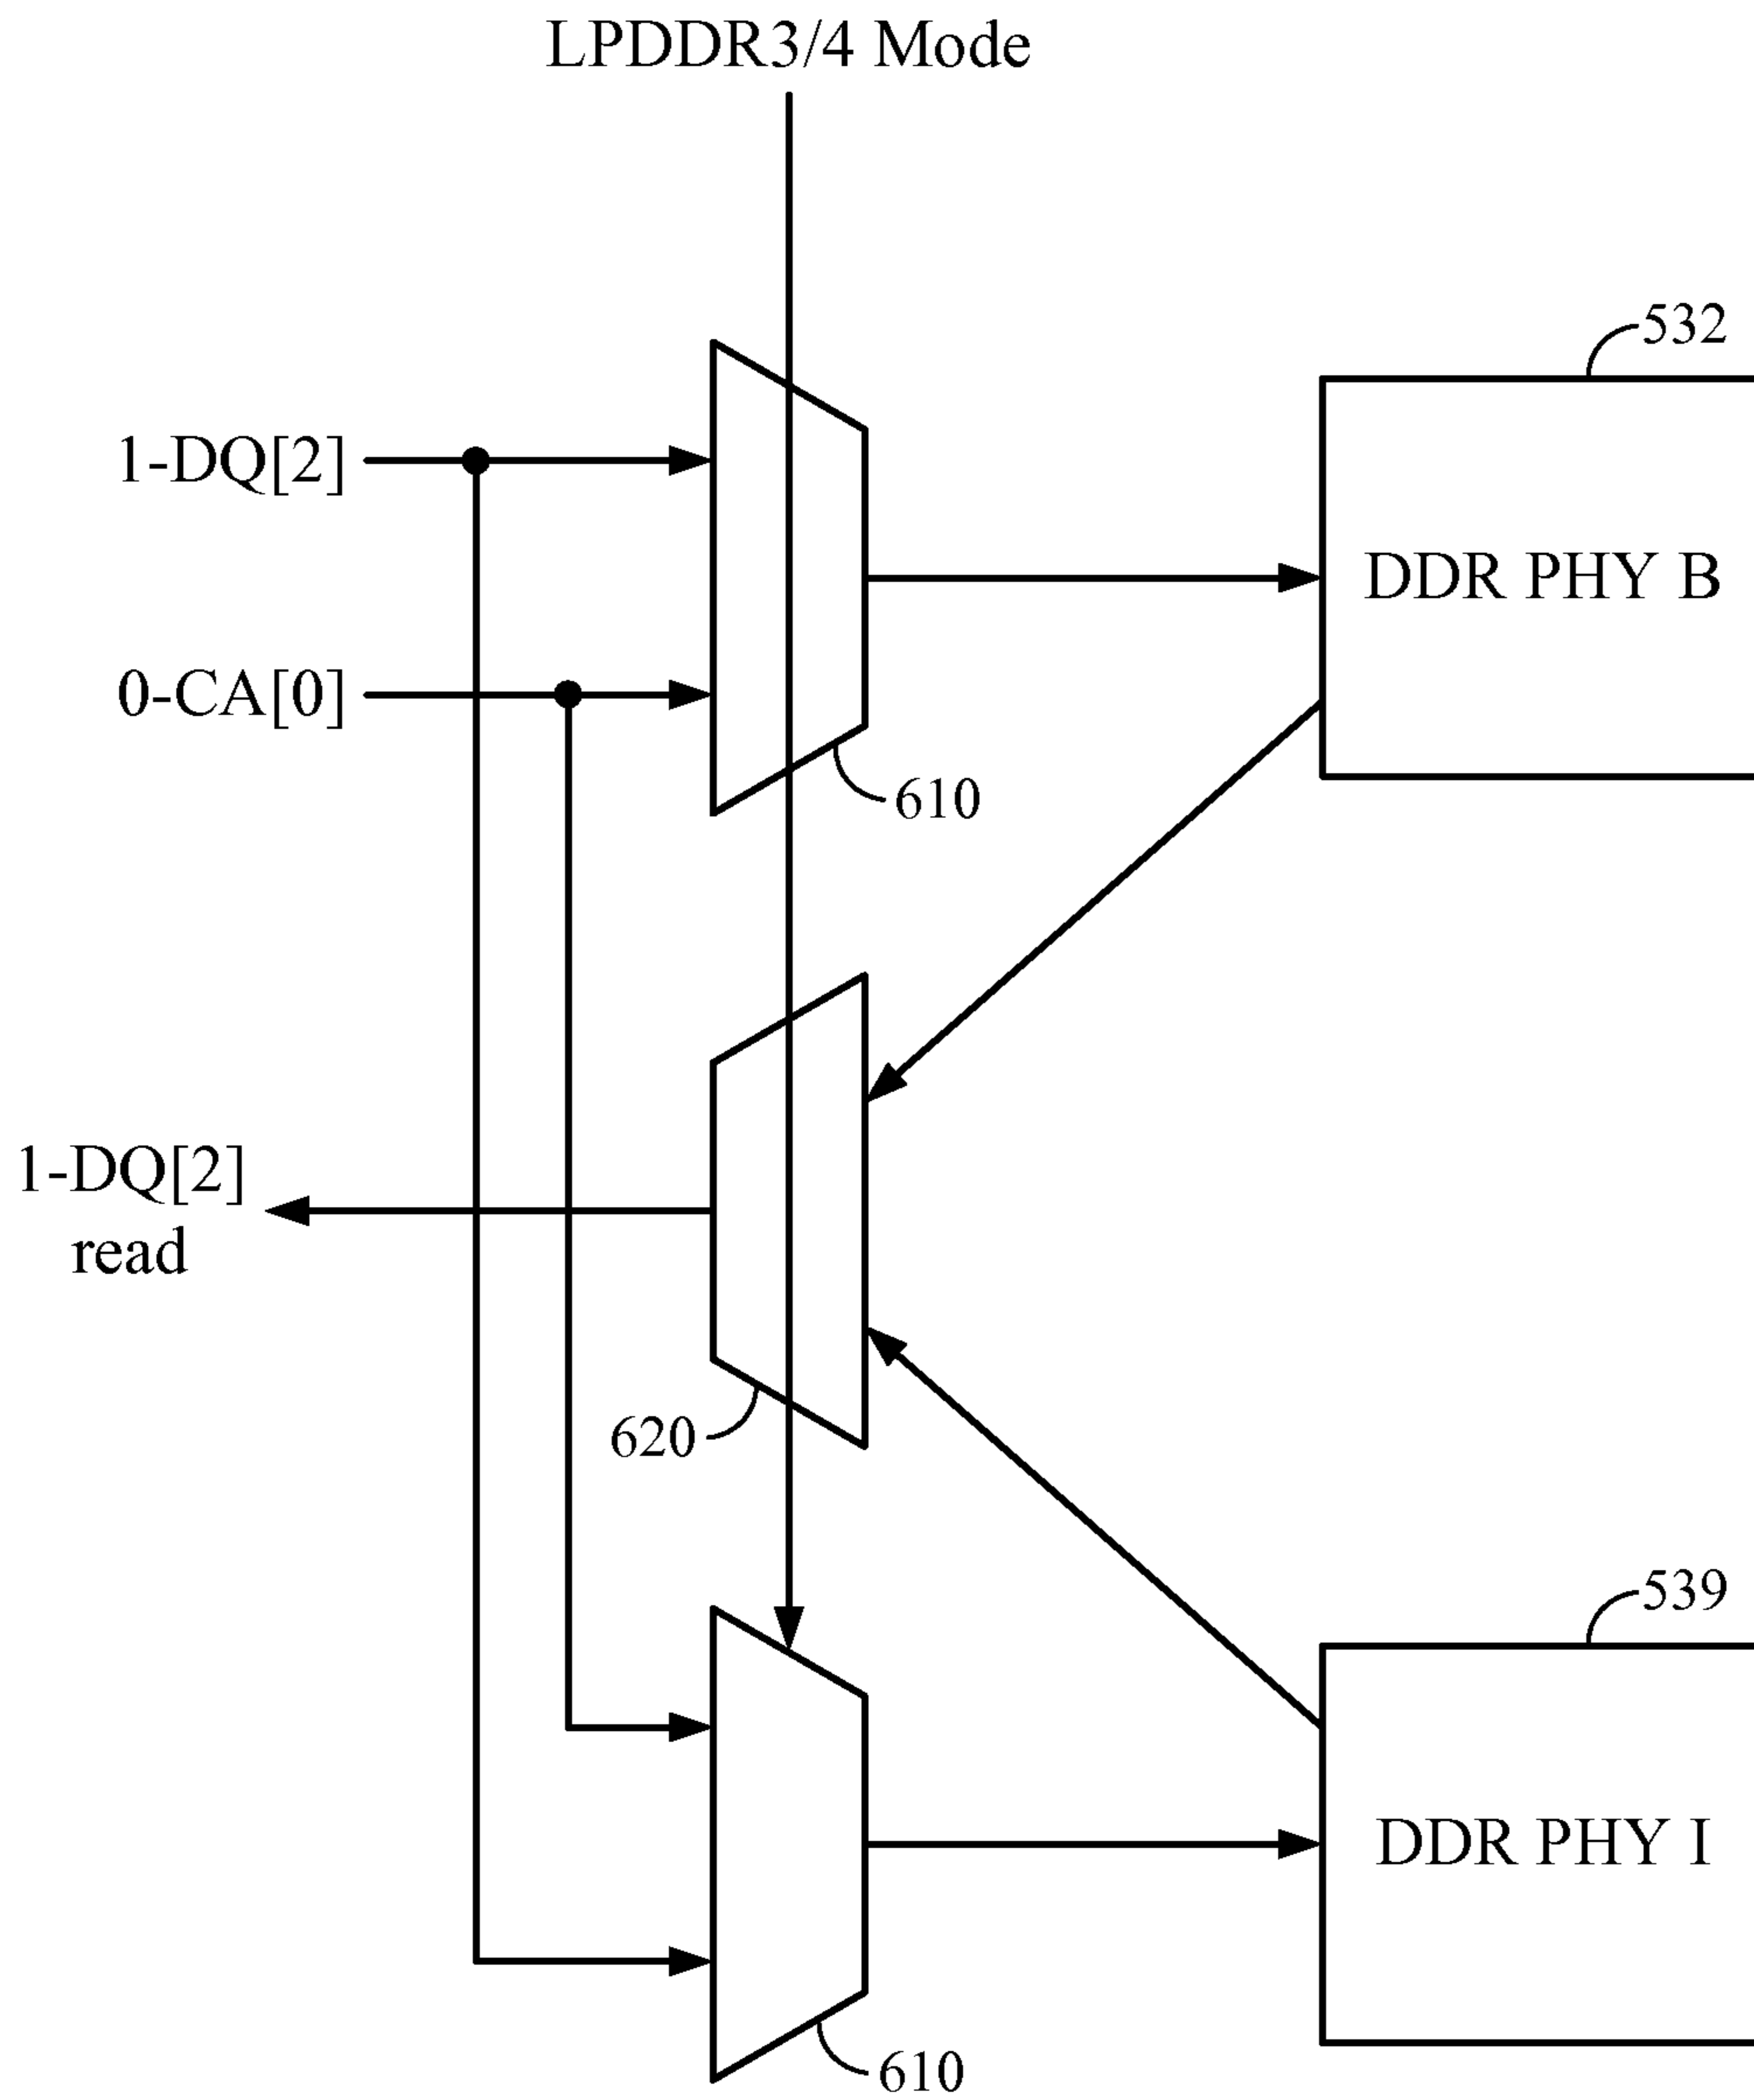 LPDDR3/4 Mode
532
1-DQ[2]
DDR PHY B
0-CA[0]
610
1-DQ[2]
read
620
539
DDR PHY I
610